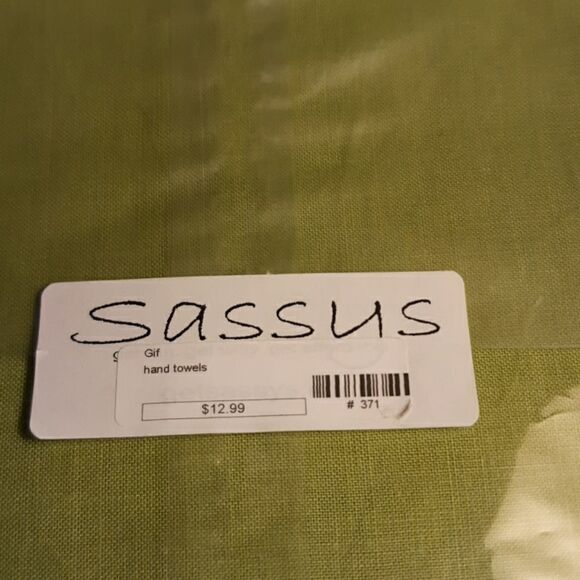 sassus
Gif
hand towels
$12.99
# 371